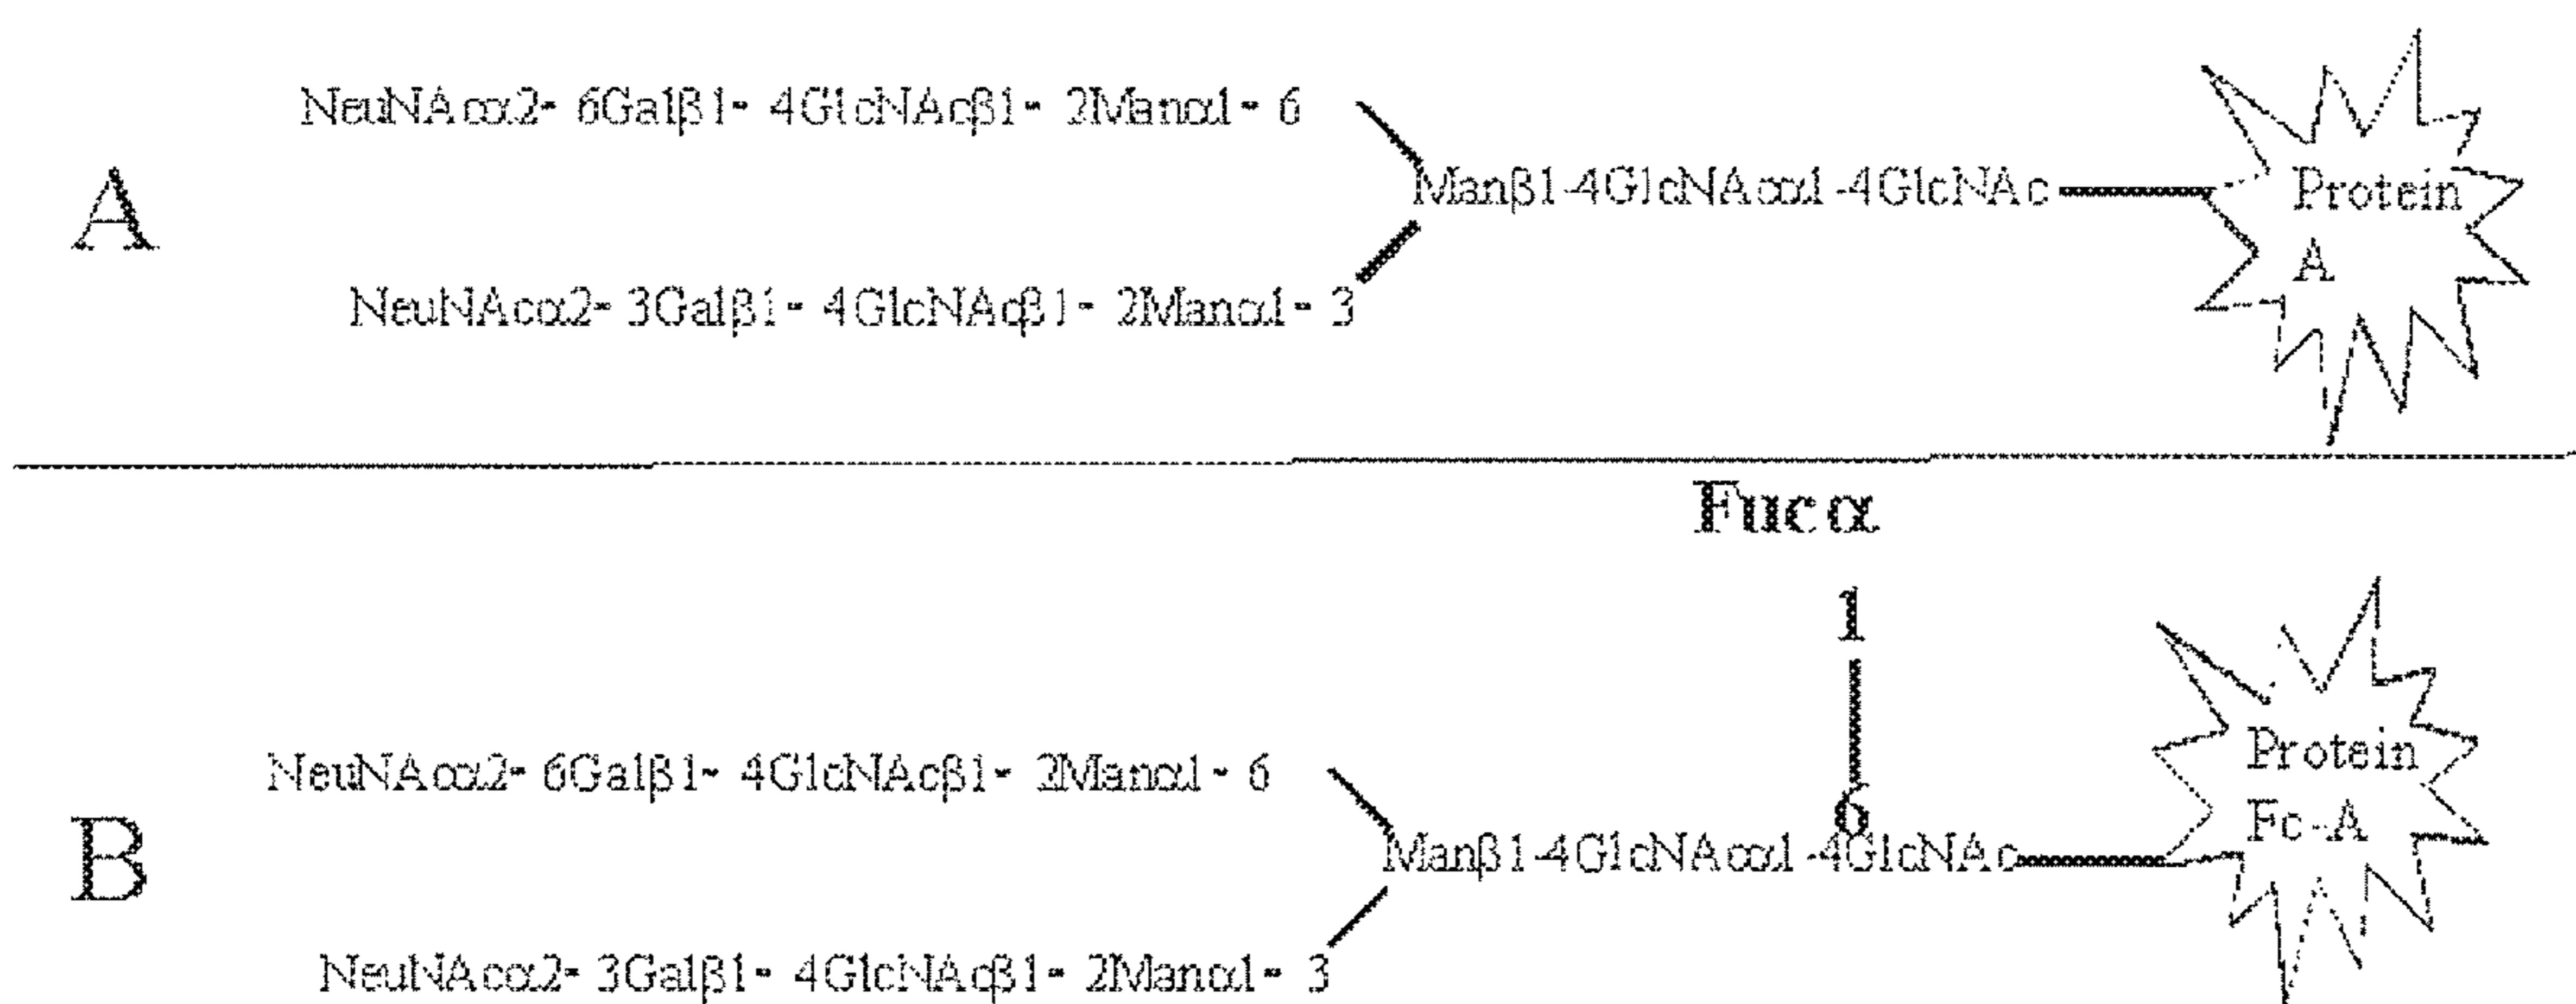 NeuNAcα2- 6Galβ1- 4GlcNAcβ1- 2Manα1- 6
A
Manβ1-4GlcNAcα1-4GlcNAc
Protein
A
NeuNAcα2- 3Galβ1- 4GlcNAcβ1- 2Manα1- 3
Fucα
1
6
NeuNAcα2- 6Galβ1- 4GlcNAcβ1- 2Manα1- 6
B
Manβ1-4GlcNAcα1-4GlcNAc
Protein
Fc-A
NeuNAcα2- 3Galβ1- 4GlcNAcβ1- 2Manα1- 3